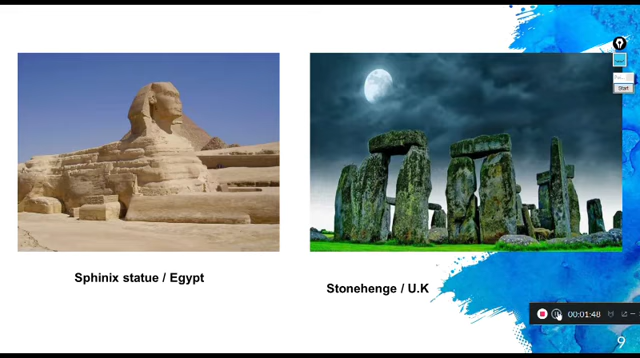 Sphinix statue / Egypt
Stonehenge / U.K
Start
00:01:48
9